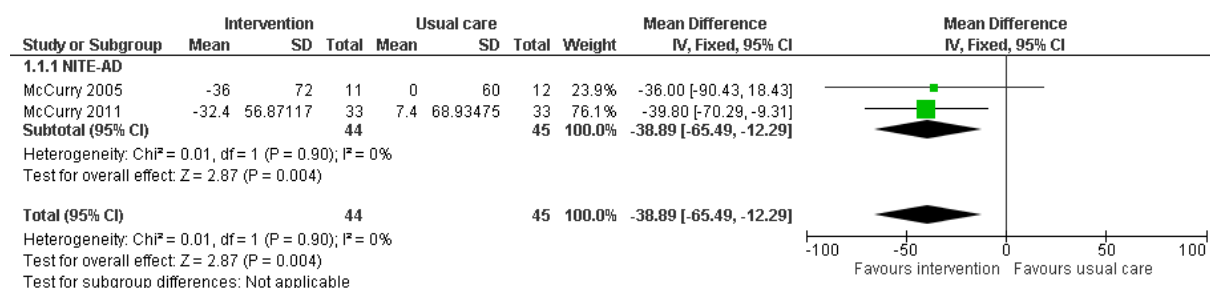 Intervention Usual care Mean Difference Mean Difference
Study or Subgroup Mean SD Total Mean SD Total Weight IV, Fixed, 95% CI IV, Fixed, 95% CI
1.1.1 NITE-AD
McCurry 2005 -36 72 11 0 60 12 23.9% -36.00 [-90.43, 18.43]
McCurry 2011 -32.4 56.87117 33 7.4 68.93475 33 76.1% -39.80 [-70.29, -9.31]
Subtotal (95% CI) 44 45 100.0% -38.89 [-65.49, -12.29]
Heterogeneity: Chi² = 0.01, df = 1 (P = 0.90); I² = 0%
Test for overall effect: Z = 2.87 (P = 0.004)
Total (95% CI) 44 45 100.0% -38.89 [-65.49, -12.29]
Heterogeneity: Chi² = 0.01, df = 1 (P = 0.90); I² = 0%
Test for overall effect: Z = 2.87 (P = 0.004)
Test for subgroup differences: Not applicable
-100 -50 0 50 100
Favours intervention Favours usual care